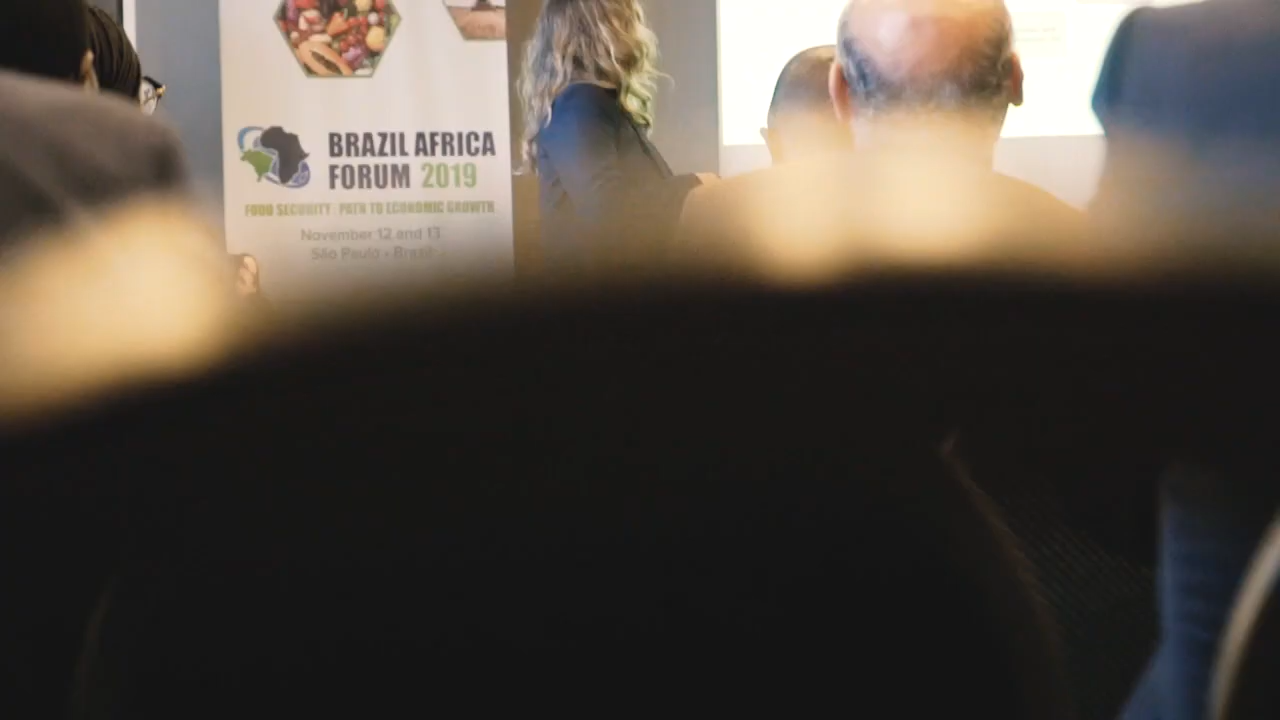 BRAZIL AFRICA
FORUM 2019
FOOD SECURITY: PATH TO ECONOMIC GROWTH
November 12 and 13
São Paulo - Brazil